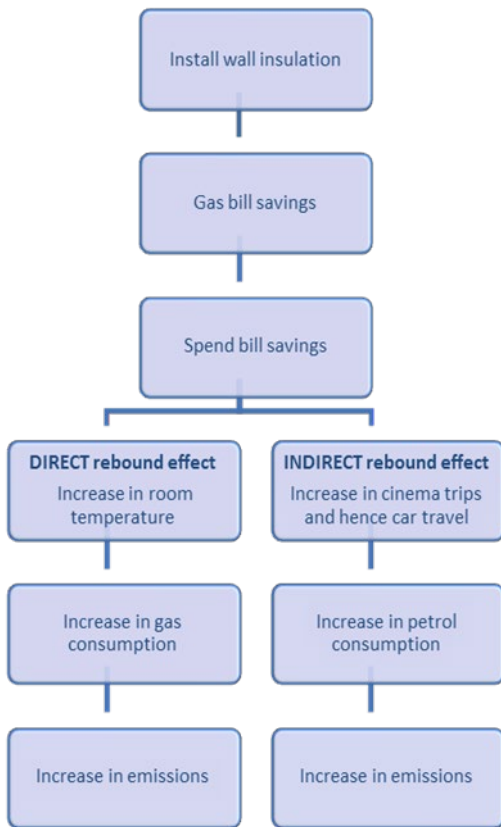 Install wall insulation
Gas bill savings
Spend bill savings
DIRECT rebound effect
Increase in room
temperature
INDIRECT rebound effect
Increase in cinema trips
and hence car travel
Increase in gas
consumption
Increase in petrol
consumption
Increase in emissions
Increase in emissions